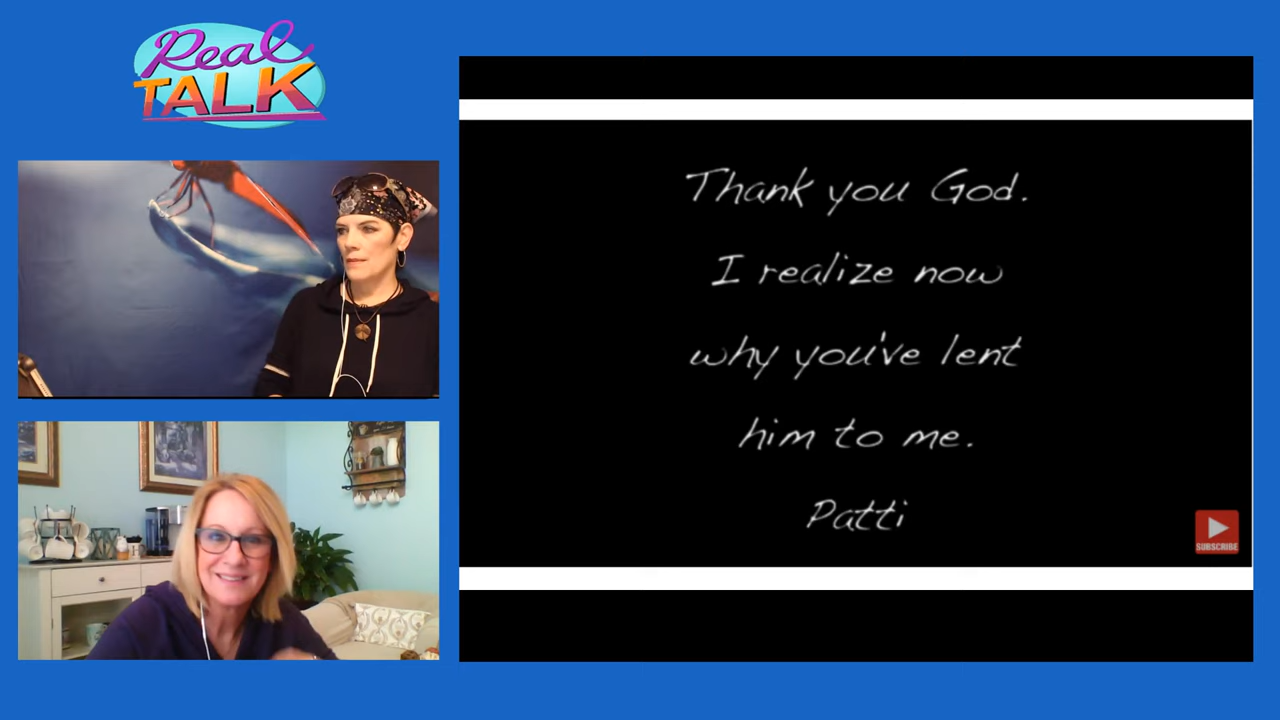 Real
TALK
Thank you God.
I realize now
why you've lent
him to me.
Patti
SUBSCRIBE